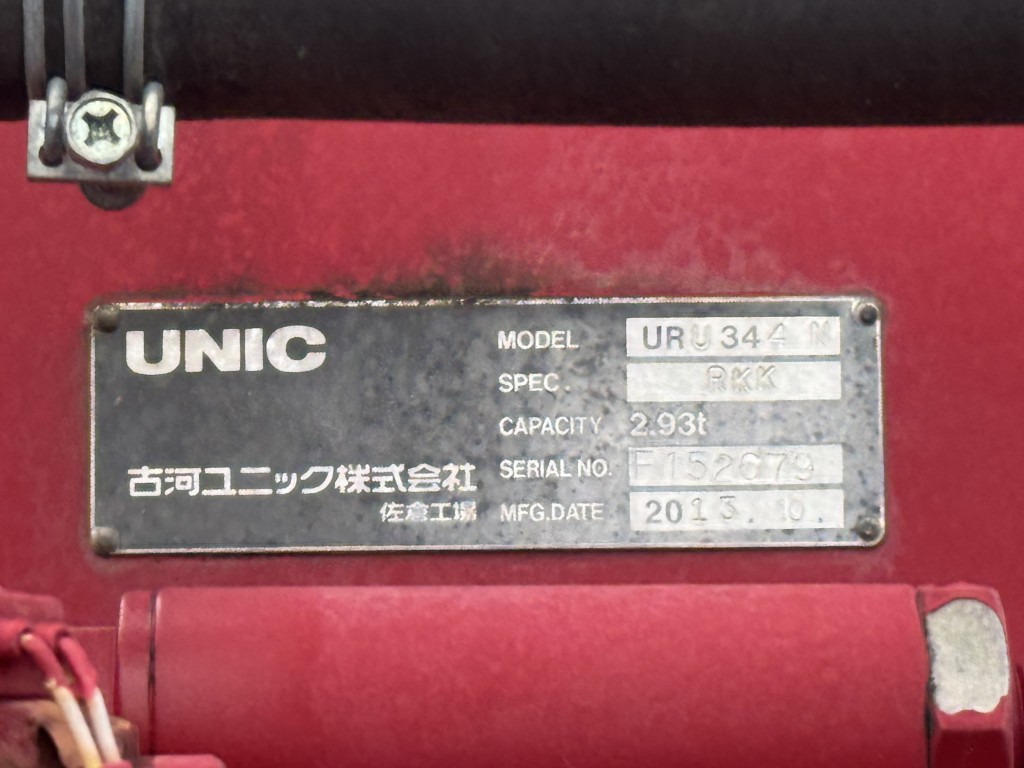 UNIC
MODEL URU344N
SPEC. RKK
CAPACITY 2.93t
SERIAL NO.
MFG.DATE 2013.10.
古河ユニック株式会社
佐倉工場